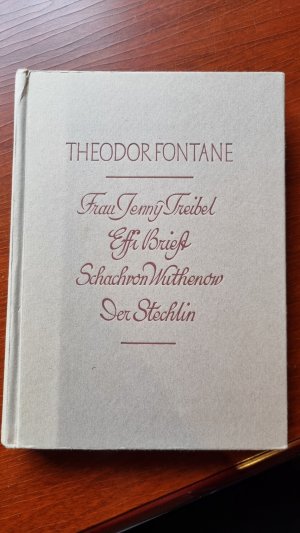 THEODOR FONTANE
Frau Jenny Treibel
Effi Briest
Schach von Wuthenow
Der Stechlin